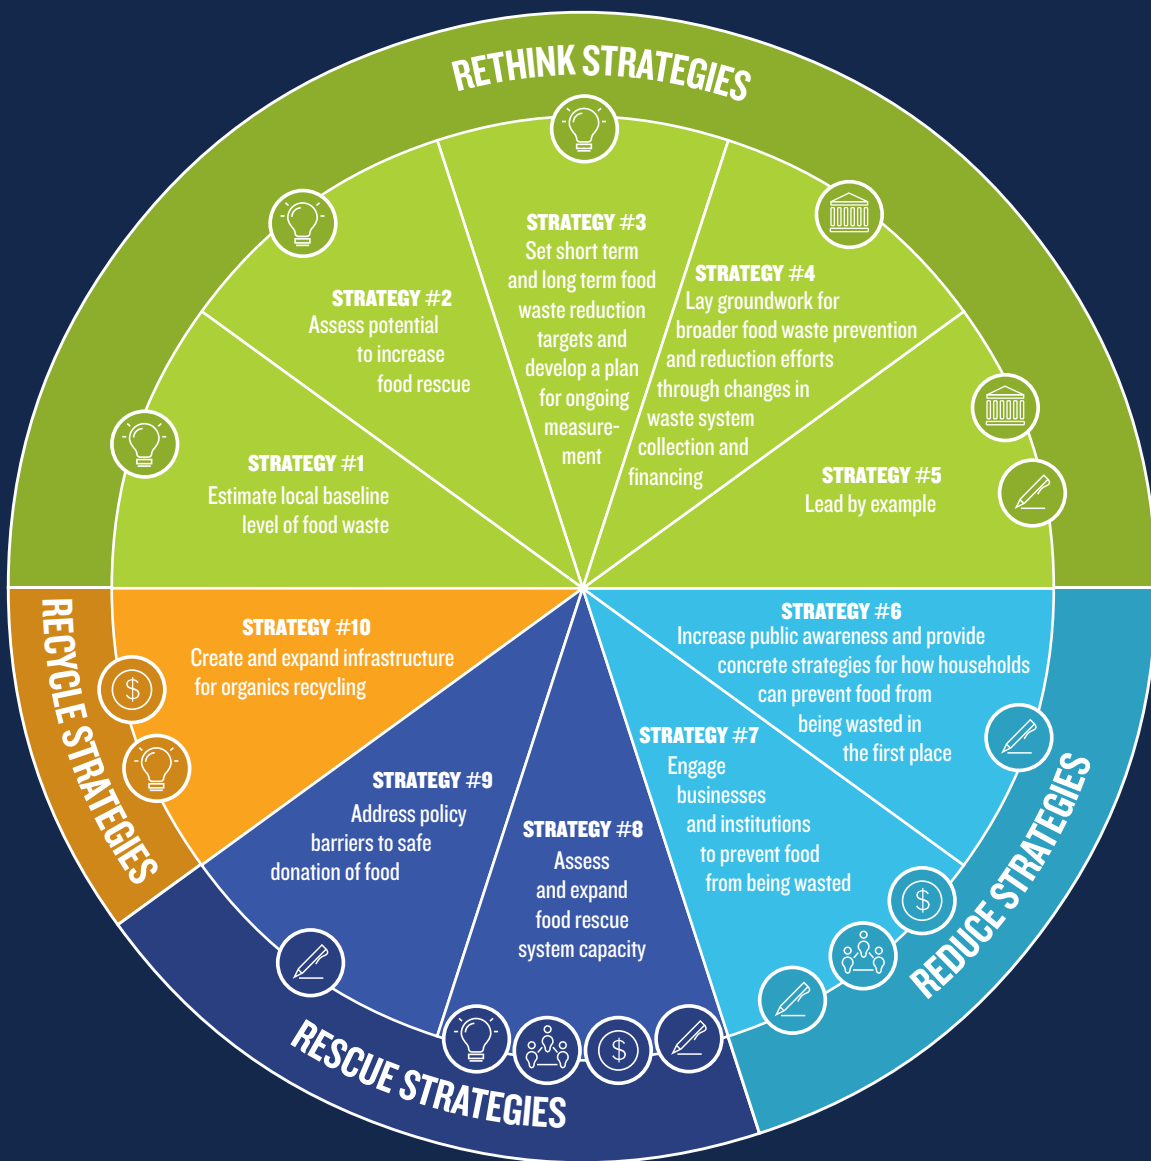 RETHINK STRATEGIES
STRATEGY #1
Estimate local baseline
level of food waste
STRATEGY #2
Assess potential
to increase
food rescue
STRATEGY #3
Set short term
and long term food
waste reduction
targets and
develop a plan
for ongoing
measure-
ment
STRATEGY #4
Lay groundwork for
broader food waste prevention
and reduction efforts
through changes in
waste system
collection and
financing
STRATEGY #5
Lead by example
REDUCE STRATEGIES
STRATEGY #6
Increase public awareness and provide
concrete strategies for how households
can prevent food from
being wasted in
the first place
$
STRATEGY #7
Engage
businesses
and institutions
to prevent food
from being wasted
RESCUE STRATEGIES
STRATEGY #8
Assess
and expand
food rescue
system capacity
$
STRATEGY #9
Address policy
barriers to safe
donation of food
RECYCLE STRATEGIES
STRATEGY #10
Create and expand infrastructure
for organics recycling
$